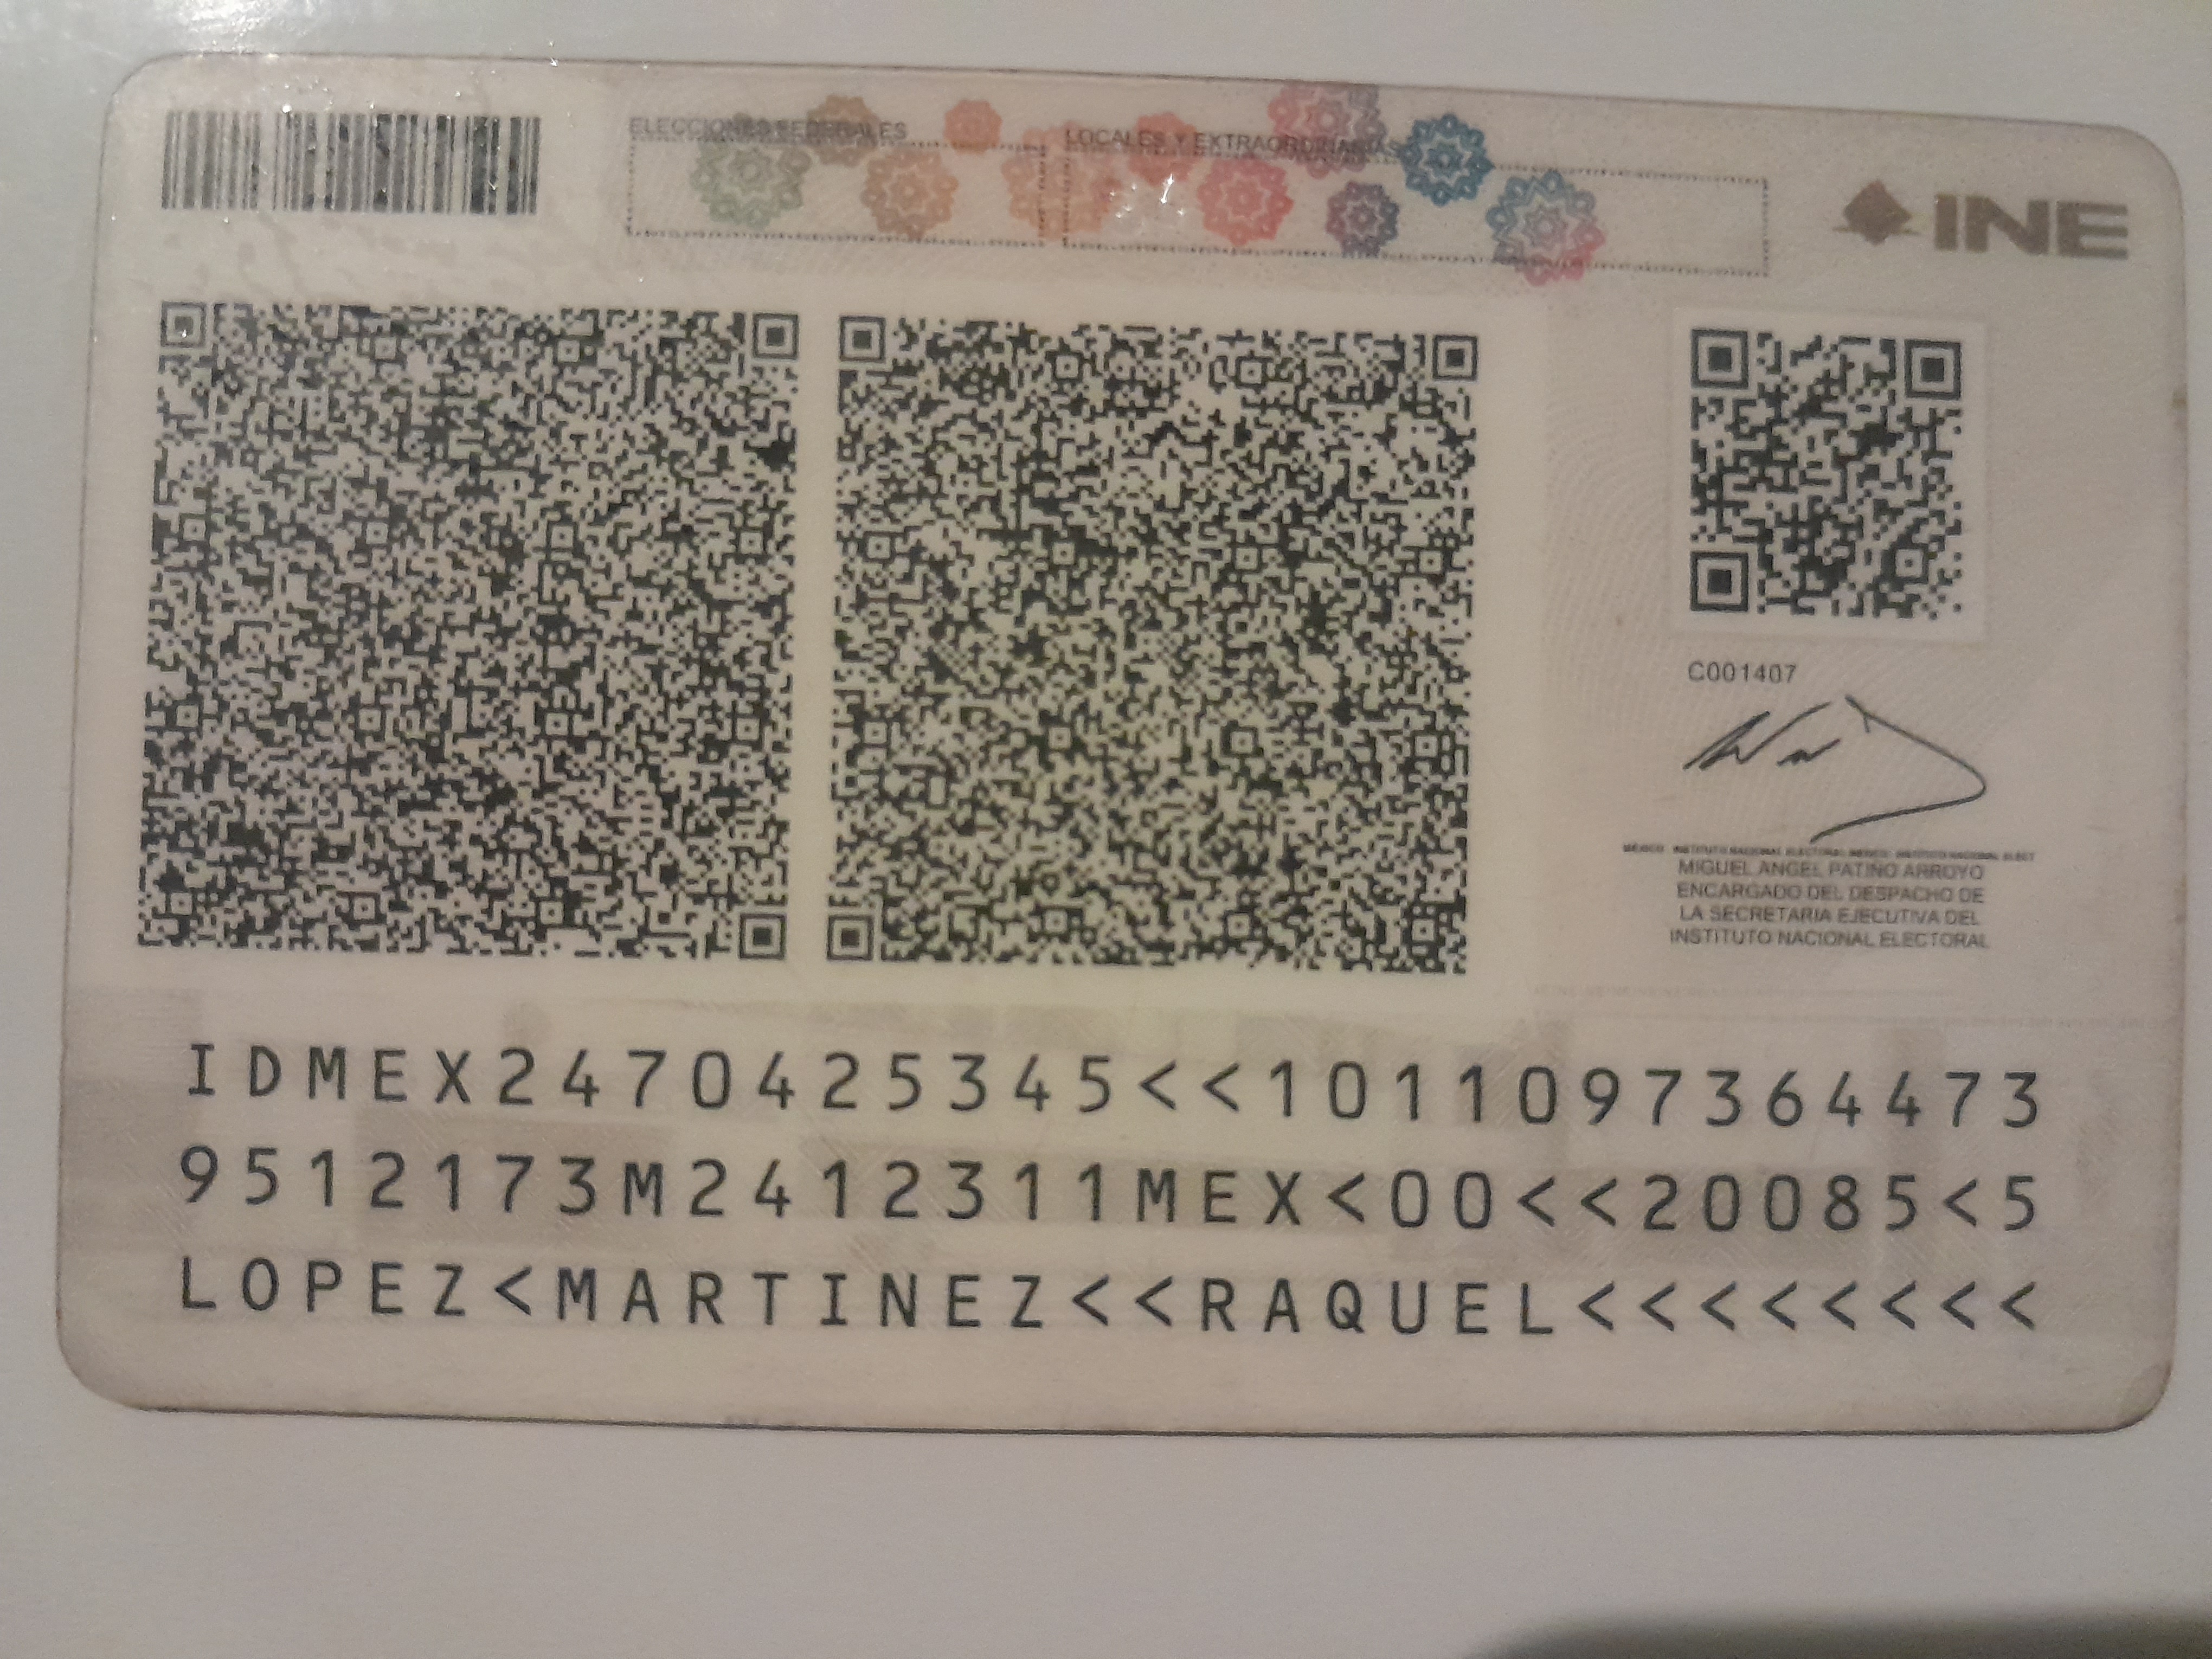 ELECCIONES FEDERALES
LOCALES Y EXTRAORDINARIAS
INE
C001407
MIGUEL ANGEL PATIÑO ARROYO
ENCARGADO DEL DESPACHO DE
LA SECRETARIA EJECUTIVA DEL
INSTITUTO NACIONAL ELECTORAL
IDMEX2470425345<<1011097364473
9512173M2412311MEX<00<<20085<5
LOPEZ<MARTINEZ<<RAQUEL<<<<<<<<